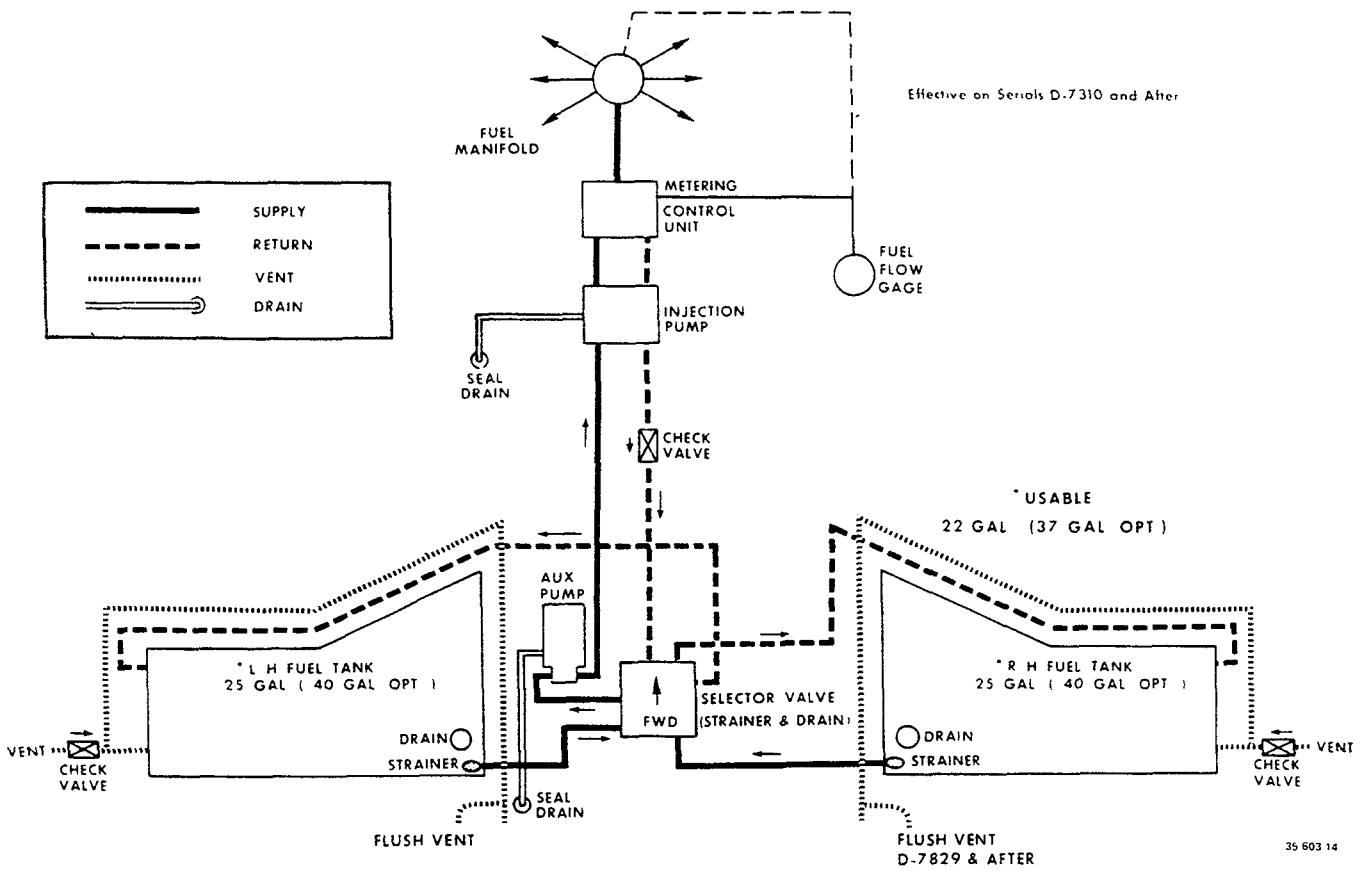 Effective on Serials D-7310 and After
FUEL
MANIFOLD
METERING
CONTROL
UNIT
SUPPLY
RETURN
VENT
DRAIN
FUEL
FLOW
GAGE
INJECTION
PUMP
SEAL
DRAIN
CHECK
VALVE
*USABLE
22 GAL (37 GAL OPT)
AUX
PUMP
*L H FUEL TANK
25 GAL ( 40 GAL OPT )
*R H FUEL TANK
25 GAL ( 40 GAL OPT )
SELECTOR VALVE
(STRAINER & DRAIN)
FWD
DRAIN
STRAINER
DRAIN
STRAINER
VENT
CHECK
VALVE
VENT
CHECK
VALVE
SEAL
DRAIN
FLUSH VENT
FLUSH VENT
D-7829 & AFTER
35 603 14